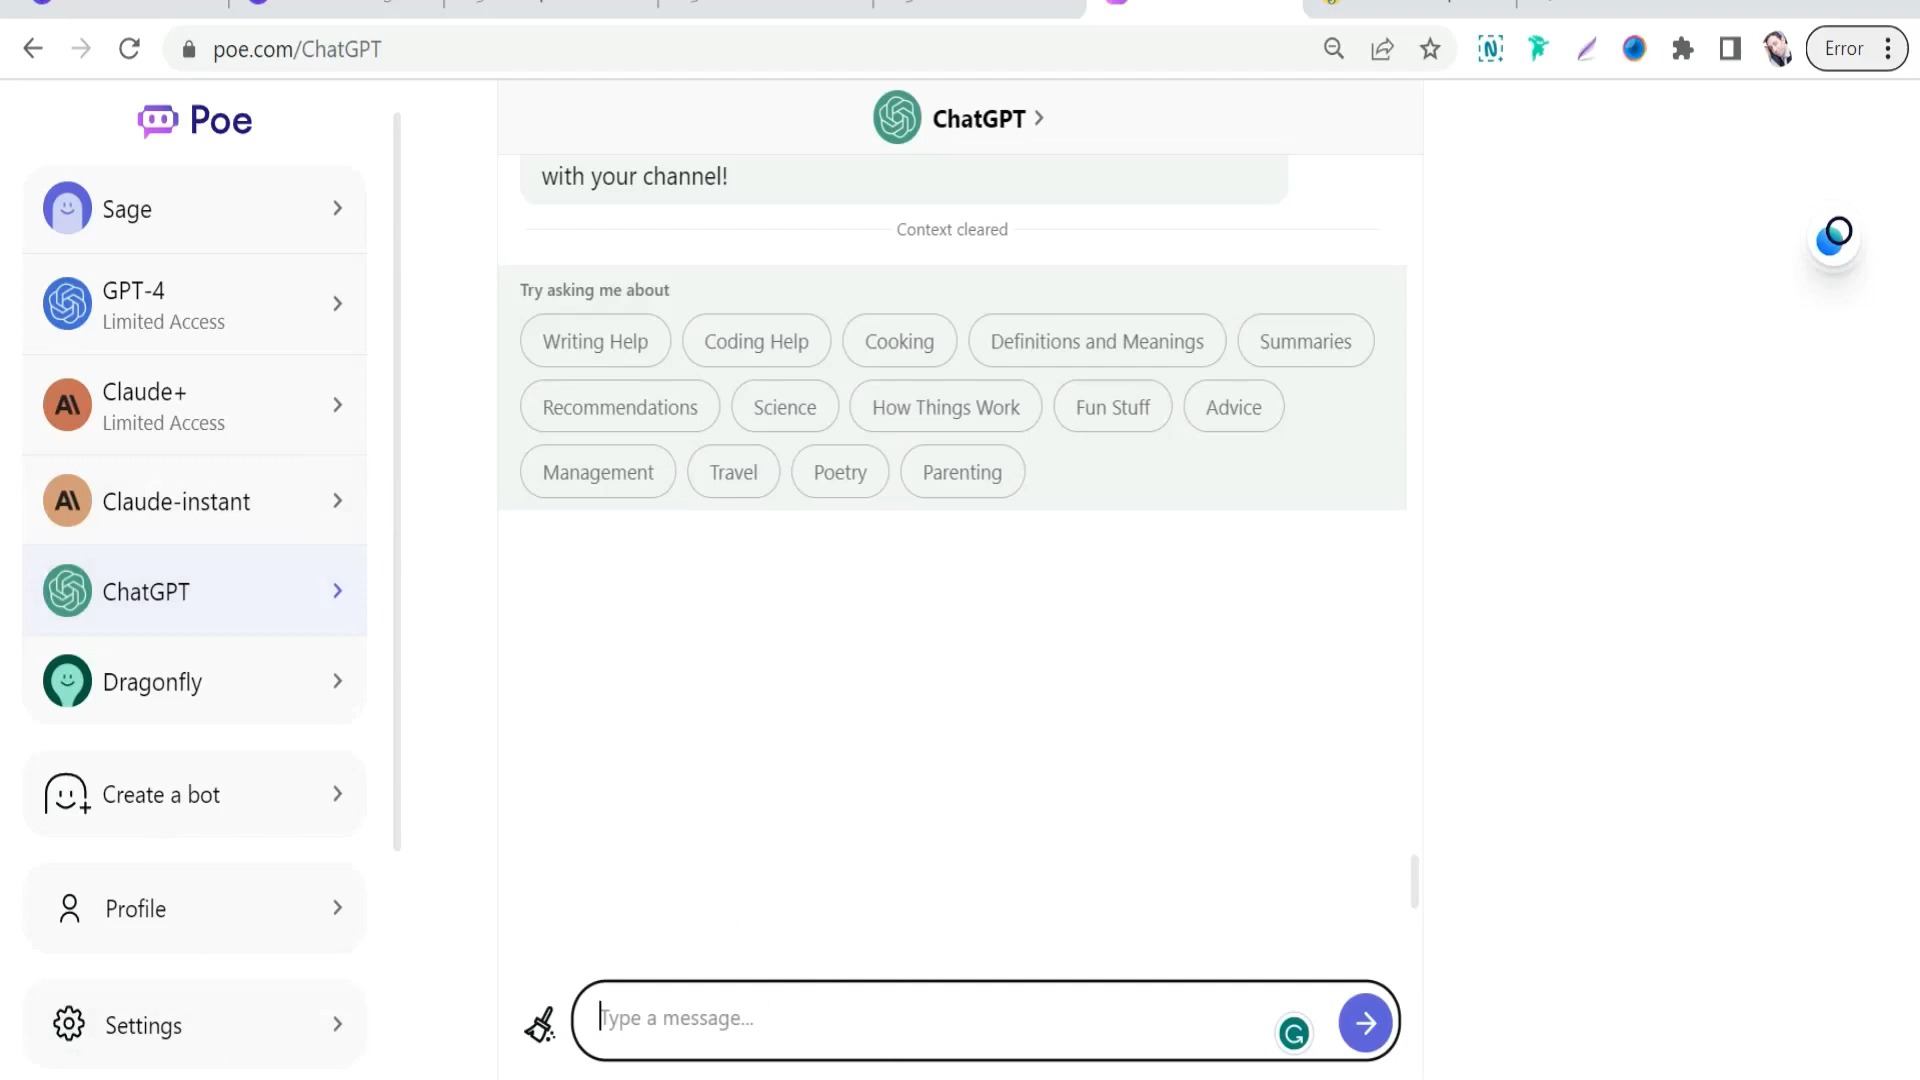 poe.com/ChatGPT
Error
Poe
Sage
GPT-4
Limited Access
Claude+
Limited Access
Claude-instant
ChatGPT
Dragonfly
Create a bot
Profile
Settings
ChatGPT
with your channel!
Context cleared
Try asking me about
Writing Help Coding Help Cooking Definitions and Meanings Summaries
Recommendations Science How Things Work Fun Stuff Advice
Management Travel Poetry Parenting
Type a message...